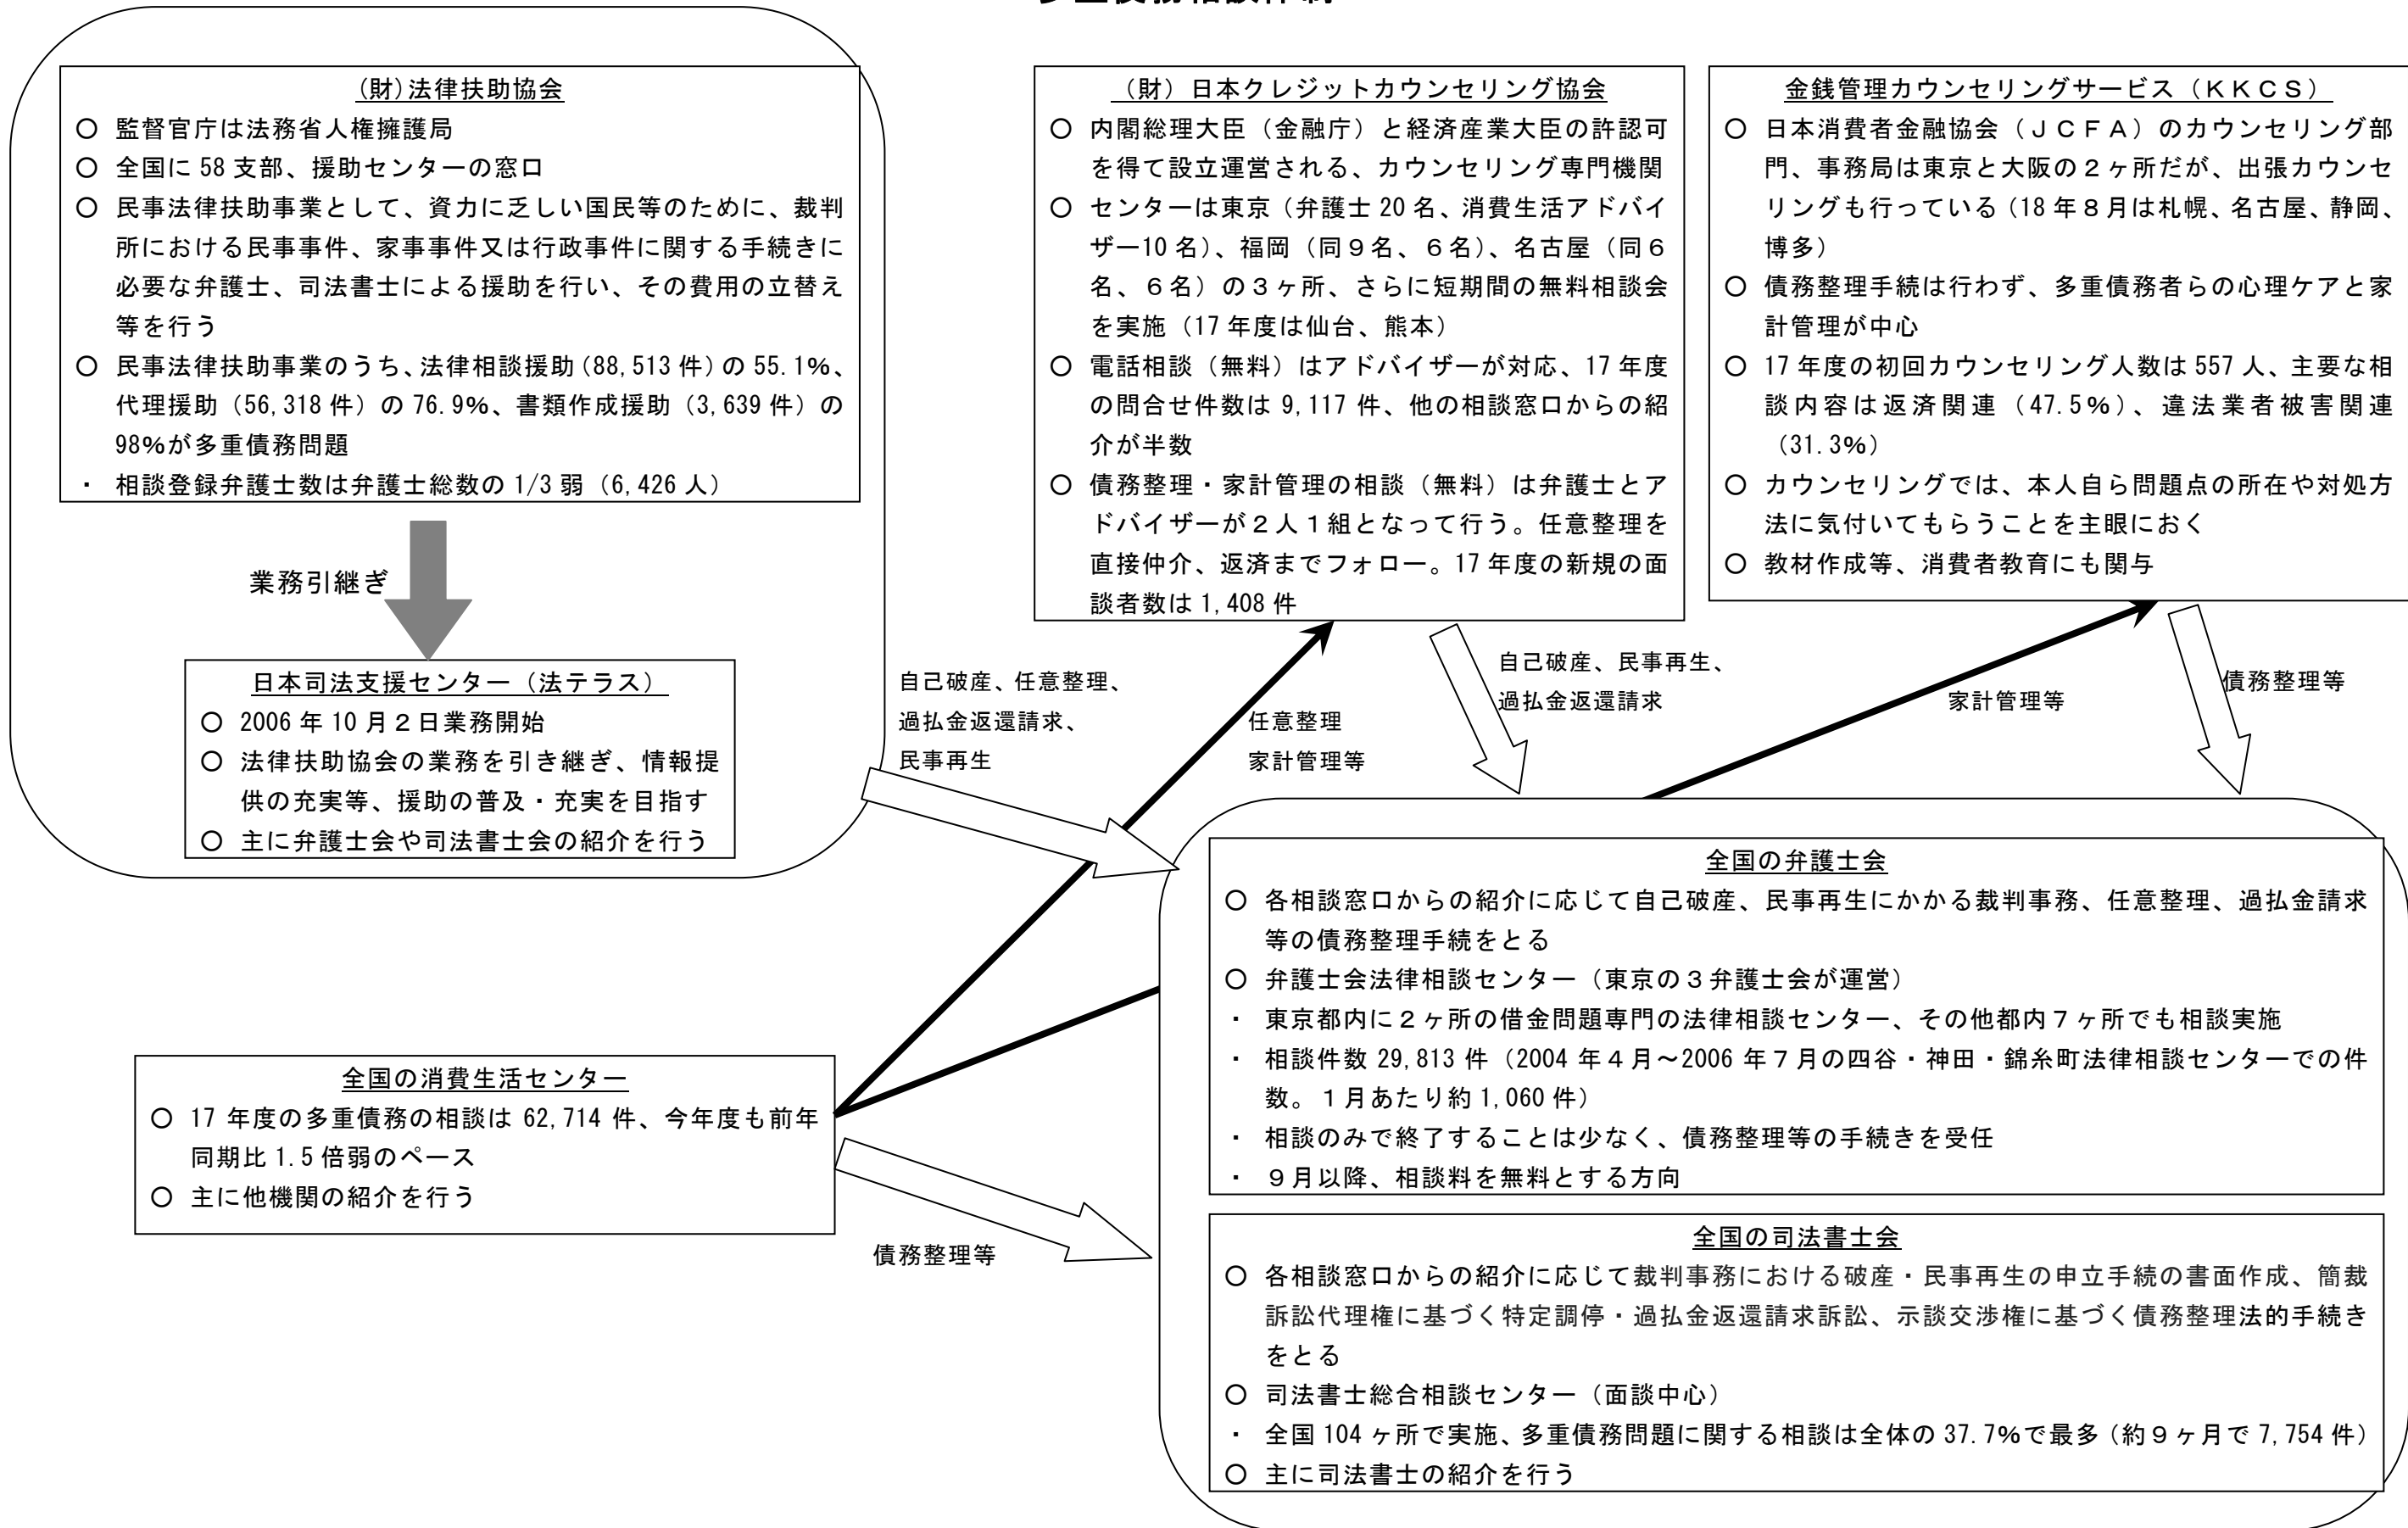 (財)法律扶助協会
○ 監督官庁は法務省人権擁護局
○ 全国に 58 支部、援助センターの窓口
○ 民事法律扶助事業として、資力に乏しい国民等のために、裁判
所における民事事件、家事事件又は行政事件に関する手続きに
必要な弁護士、司法書士による援助を行い、その費用の立替え
等を行う
○ 民事法律扶助事業のうち、法律相談援助(88,513 件)の 55.1%、
代理援助(56,318 件)の 76.9%、書類作成援助(3,639 件)の
98%が多重債務問題
・ 相談登録弁護士数は弁護士総数の 1/3 弱(6,426 人)
業務引継ぎ
日本司法支援センター(法テラス)
○ 2006 年 10 月2日業務開始
○ 法律扶助協会の業務を引き継ぎ、情報提
供の充実等、援助の普及・充実を目指す
○ 主に弁護士会や司法書士会の紹介を行う
(財)日本クレジットカウンセリング協会
○ 内閣総理大臣(金融庁)と経済産業大臣の許認可
を得て設立運営される、カウンセリング専門機関
○ センターは東京(弁護士 20 名、消費生活アドバイ
ザー10 名)、福岡(同9名、6名)、名古屋(同6
名、6名)の3ヶ所、さらに短期間の無料相談会
を実施(17 年度は仙台、熊本)
○ 電話相談(無料)はアドバイザーが対応、17 年度
の問合せ件数は 9,117 件、他の相談窓口からの紹
介が半数
○ 債務整理・家計管理の相談(無料)は弁護士とア
ドバイザーが2人1組となって行う。任意整理を
直接仲介、返済までフォロー。17 年度の新規の面
談者数は 1,408 件
金銭管理カウンセリングサービス(KKCS)
○ 日本消費者金融協会(JCFA)のカウンセリング部
門、事務局は東京と大阪の2ヶ所だが、出張カウンセ
リングも行っている(18 年8月は札幌、名古屋、静岡、
博多)
○ 債務整理手続は行わず、多重債務者らの心理ケアと家
計管理が中心
○ 17 年度の初回カウンセリング人数は 557 人、主要な相
談内容は返済関連(47.5%)、違法業者被害関連
(31.3%)
○ カウンセリングでは、本人自ら問題点の所在や対処方
法に気付いてもらうことを主眼におく
○ 教材作成等、消費者教育にも関与
自己破産、任意整理、
過払金返還請求、
民事再生
任意整理
家計管理等
自己破産、民事再生、
過払金返還請求
家計管理等
債務整理等
全国の消費生活センター
○ 17 年度の多重債務の相談は 62,714 件、今年度も前年
同期比 1.5 倍弱のペース
○ 主に他機関の紹介を行う
債務整理等
全国の弁護士会
○ 各相談窓口からの紹介に応じて自己破産、民事再生にかかる裁判事務、任意整理、過払金請求
等の債務整理手続をとる
○ 弁護士会法律相談センター(東京の3弁護士会が運営)
・ 東京都内に2ヶ所の借金問題専門の法律相談センター、その他都内7ヶ所でも相談実施
・ 相談件数 29,813 件(2004 年4月~2006 年7月の四谷・神田・錦糸町法律相談センターでの件
数。1月あたり約 1,060 件)
・ 相談のみで終了することは少なく、債務整理等の手続きを受任
・ 9月以降、相談料を無料とする方向
全国の司法書士会
○ 各相談窓口からの紹介に応じて裁判事務における破産・民事再生の申立手続の書面作成、簡裁
訴訟代理権に基づく特定調停・過払金返還請求訴訟、示談交渉権に基づく債務整理法的手続き
をとる
○ 司法書士総合相談センター(面談中心)
・ 全国 104 ヶ所で実施、多重債務問題に関する相談は全体の 37.7%で最多(約9ヶ月で 7,754 件)
○ 主に司法書士の紹介を行う